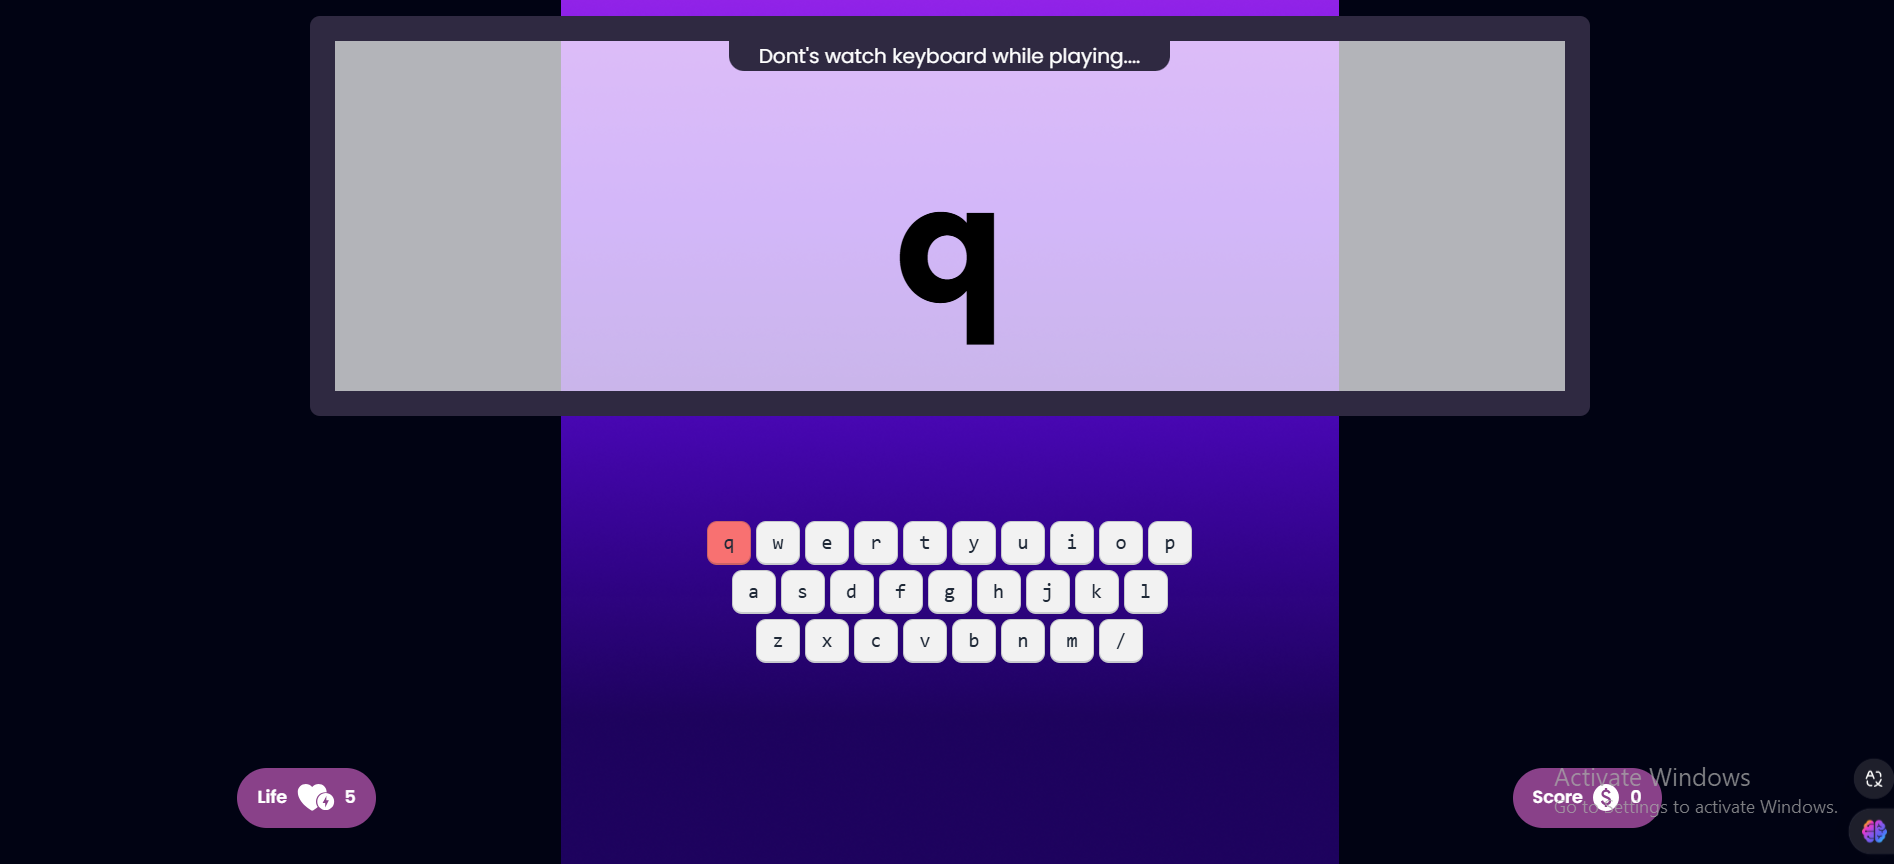 Dont's watch keyboard while playing....
q
q w e r t y u i o p
a s d f g h j k l
z x c v b n m /
Life 5
Score $ 0
Activate Windows
Go to Settings to activate Windows.